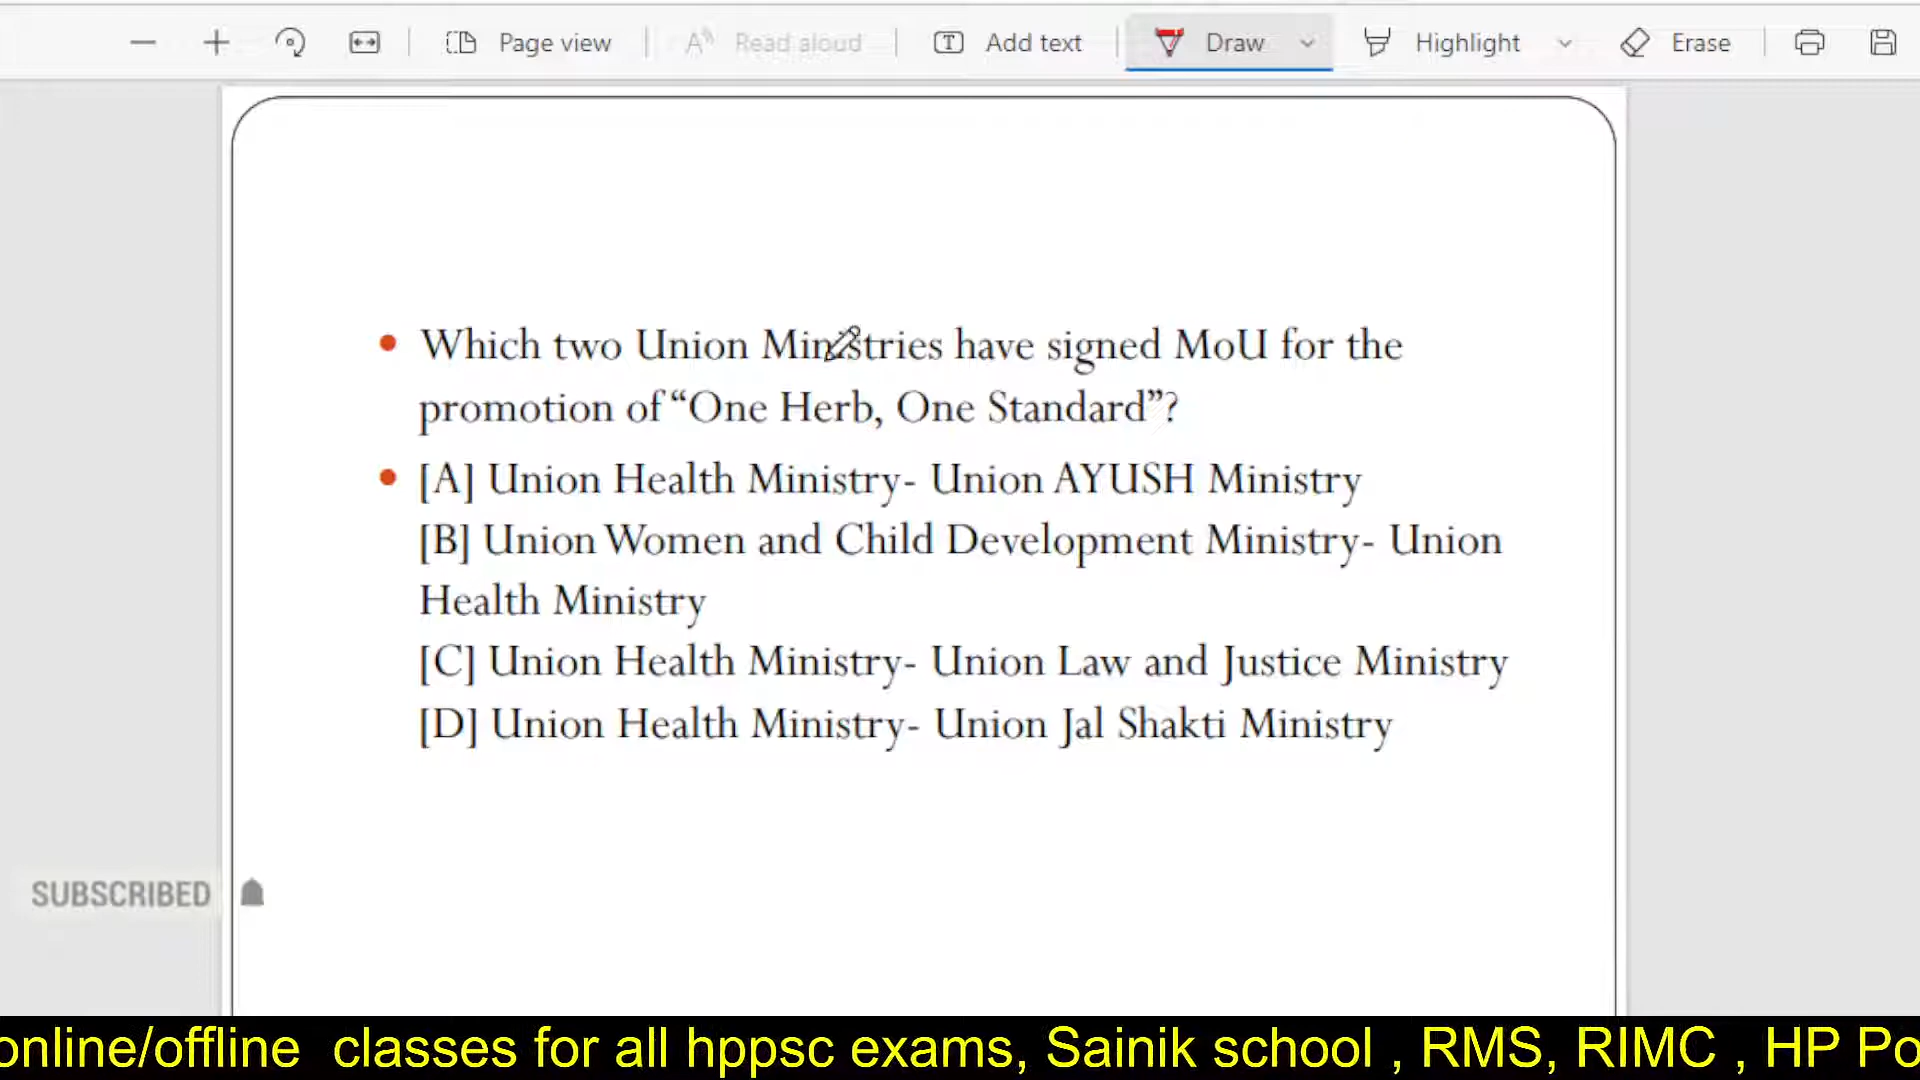 Page view Read aloud Add text Draw Highlight Erase
Which two Union Ministries have signed MoU for the
promotion of “One Herb, One Standard”?
[A] Union Health Ministry- Union AYUSH Ministry
[B] Union Women and Child Development Ministry- Union
Health Ministry
[C] Union Health Ministry- Union Law and Justice Ministry
[D] Union Health Ministry- Union Jal Shakti Ministry
SUBSCRIBED
online/offline classes for all hppsc exams, Sainik school , RMS, RIMC , HP Po